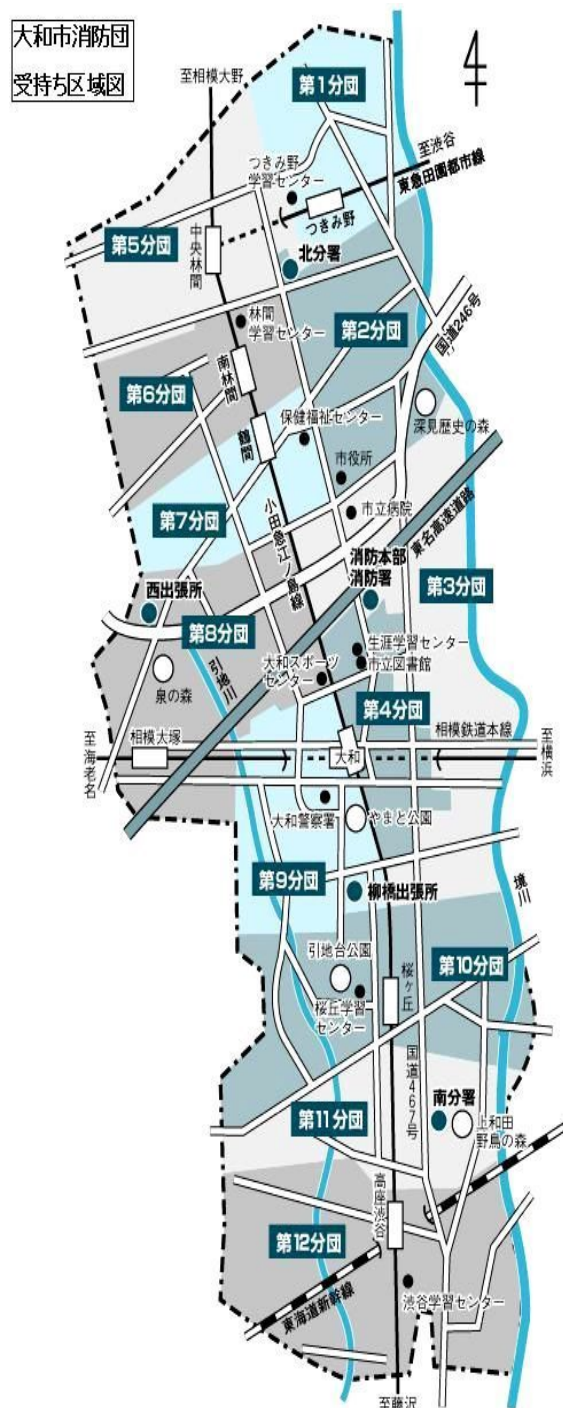 大和市消防団
受持ち区域図
至相模大野
第1分団
至渋谷
東急田園都市線
つきみ野
学習センター
つきみ野
中央林間
第5分団
北分署
林間
学習センター
第2分団
国道246号
南林間
第6分団
保健福祉センター
深見歴史の森
鶴間
市役所
第7分団
市立病院
東名高速道路
小田急江ノ島線
消防本部
消防署
第3分団
西出張所
第8分団
生涯学習センター
市立図書館
大和スポーツ
センター
泉の森
引地川
第4分団
相模鉄道本線
至横浜
至海老名
相模大塚
大和
大和警察署
やまと公園
第9分団
柳橋出張所
境川
引地台公園
第10分団
桜ヶ丘
桜丘学習
センター
国道467号
第11分団
南分署
上和田
野鳥の森
高座渋谷
第12分団
東海道新幹線
渋谷学習センター
至藤沢